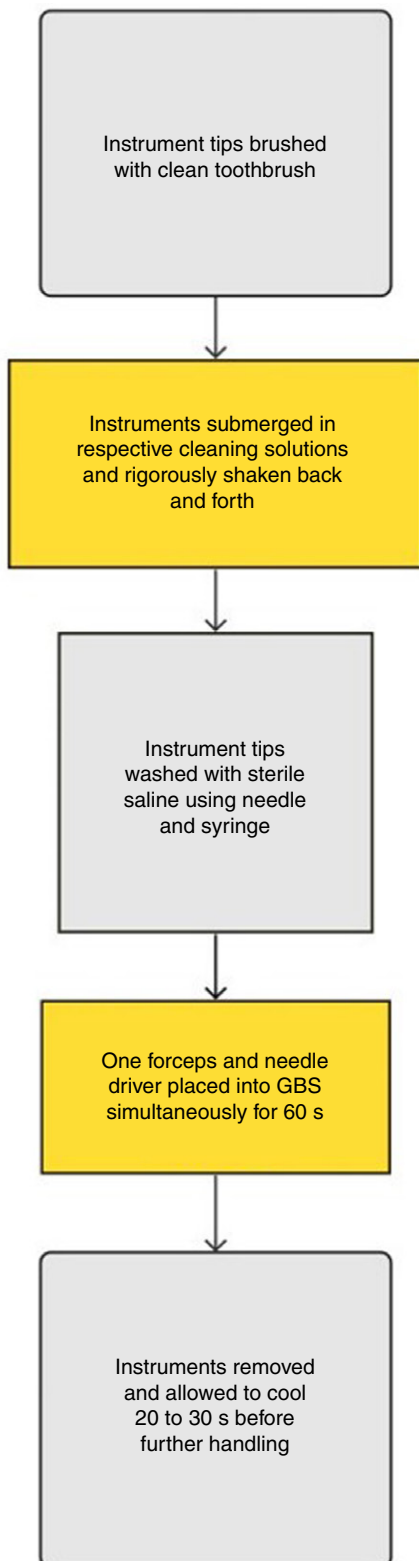 Instrument tips brushed
with clean toothbrush
Instruments submerged in
respective cleaning solutions
and rigorously shaken back
and forth
Instrument tips
washed with sterile
saline using needle
and syringe
One forceps and needle
driver placed into GBS
simultaneously for 60 s
Instruments removed
and allowed to cool
20 to 30 s before
further handling